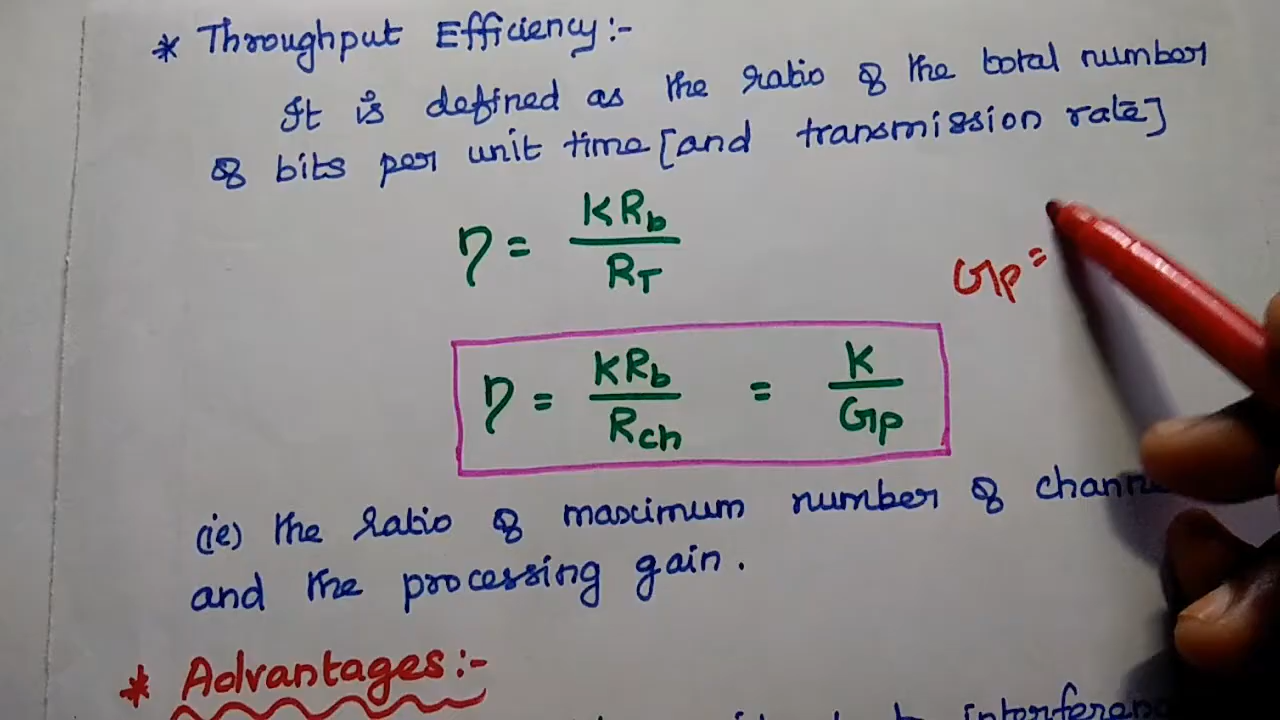 * Throughput Efficiency:-
It is defined as the ratio of the total number
of bits per unit time [and transmission rate]
η = KRb / RT
Gp =
η = KRb / Rch = K / Gp
(ie) the ratio of maximum number of
and the processing gain.
* Advantages:-